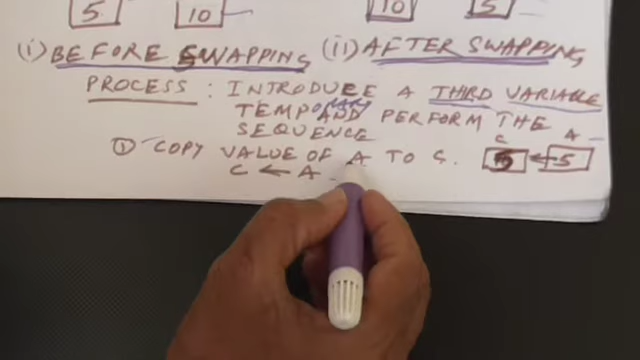 5 10 10 5
(i) BEFORE SWAPPING (ii) AFTER SWAPPING
PROCESS : INTRODUCE A THIRD VARIABLE
TEMPORARY AND PERFORM THE
SEQUENCE
① COPY VALUE OF A TO C.
C ← A
C A
5 ← 5